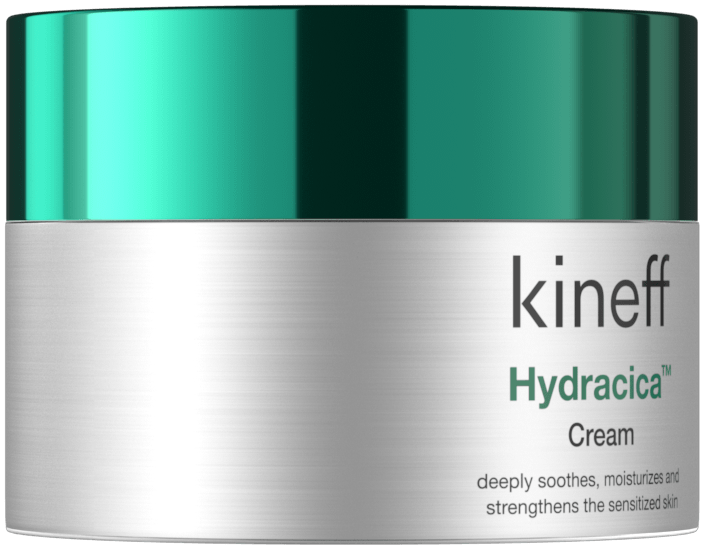 kineff
Hydracica™
Cream
deeply soothes, moisturizes and
strengthens the sensitized skin